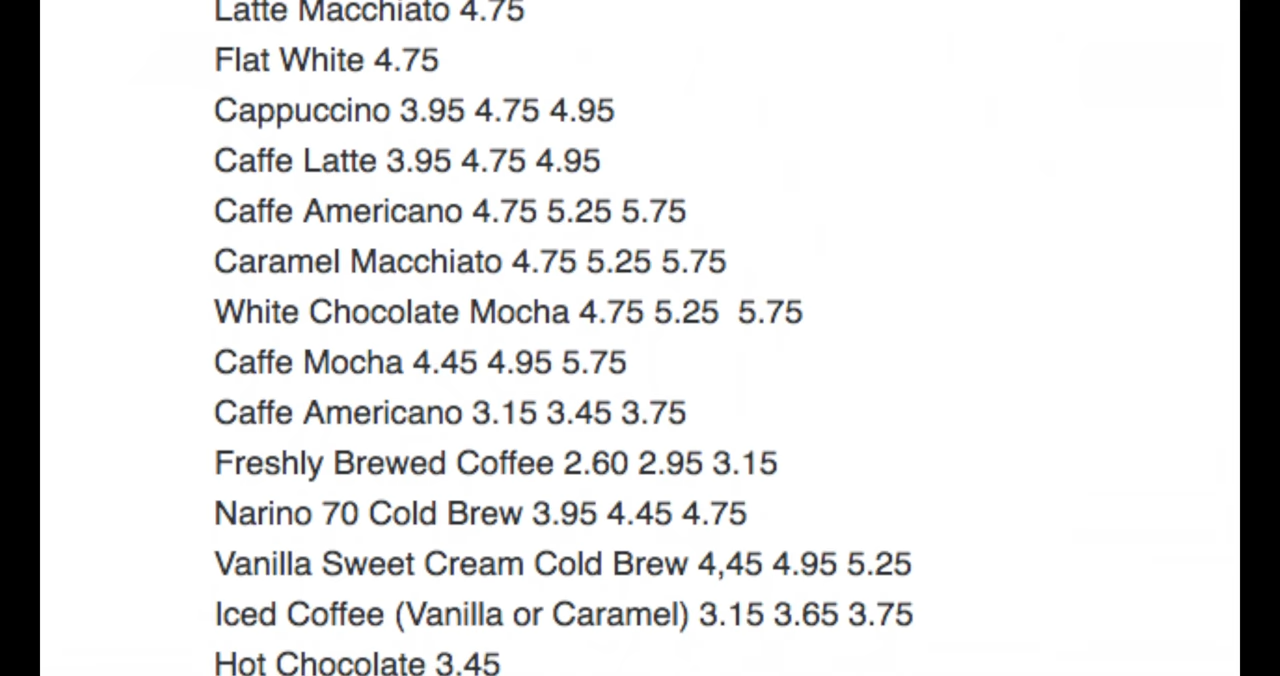 Latte Macchiato 4.75
Flat White 4.75
Cappuccino 3.95 4.75 4.95
Caffe Latte 3.95 4.75 4.95
Caffe Americano 4.75 5.25 5.75
Caramel Macchiato 4.75 5.25 5.75
White Chocolate Mocha 4.75 5.25  5.75
Caffe Mocha 4.45 4.95 5.75
Caffe Americano 3.15 3.45 3.75
Freshly Brewed Coffee 2.60 2.95 3.15
Narino 70 Cold Brew 3.95 4.45 4.75
Vanilla Sweet Cream Cold Brew 4,45 4.95 5.25
Iced Coffee (Vanilla or Caramel) 3.15 3.65 3.75
Hot Chocolate 3.45